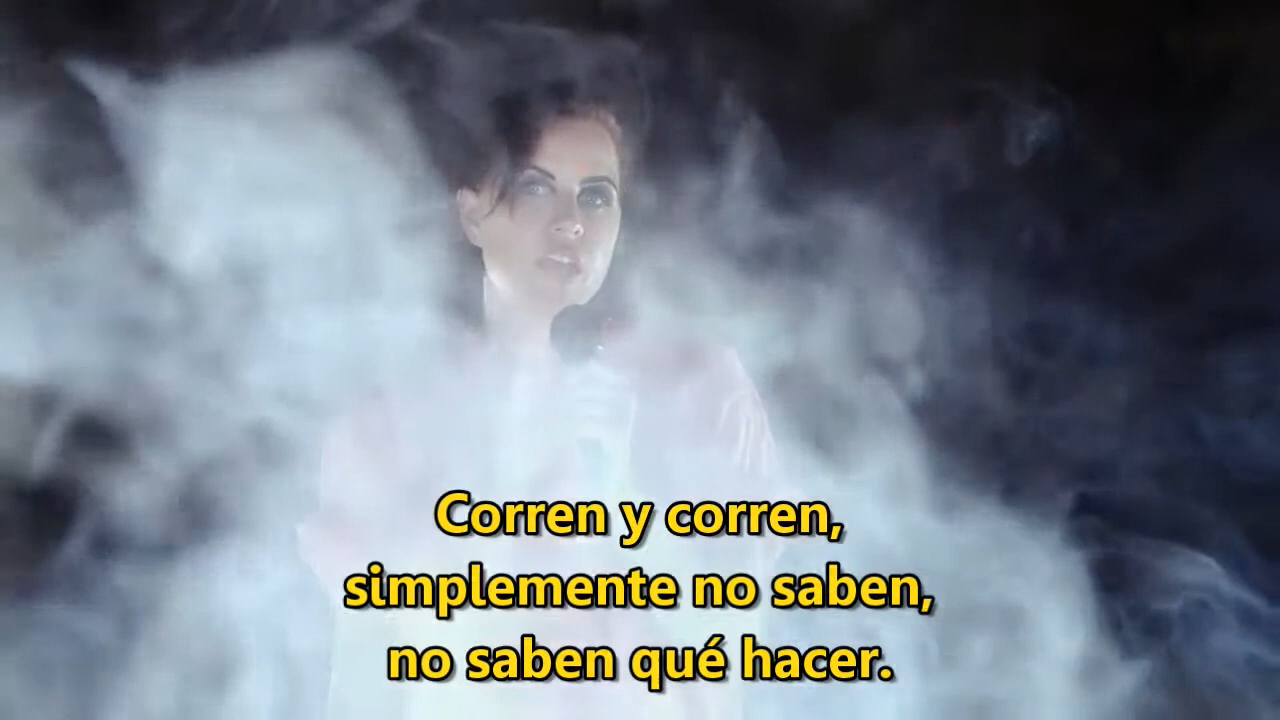 Corren y corren,
simplemente no saben,
no saben qué hacer.